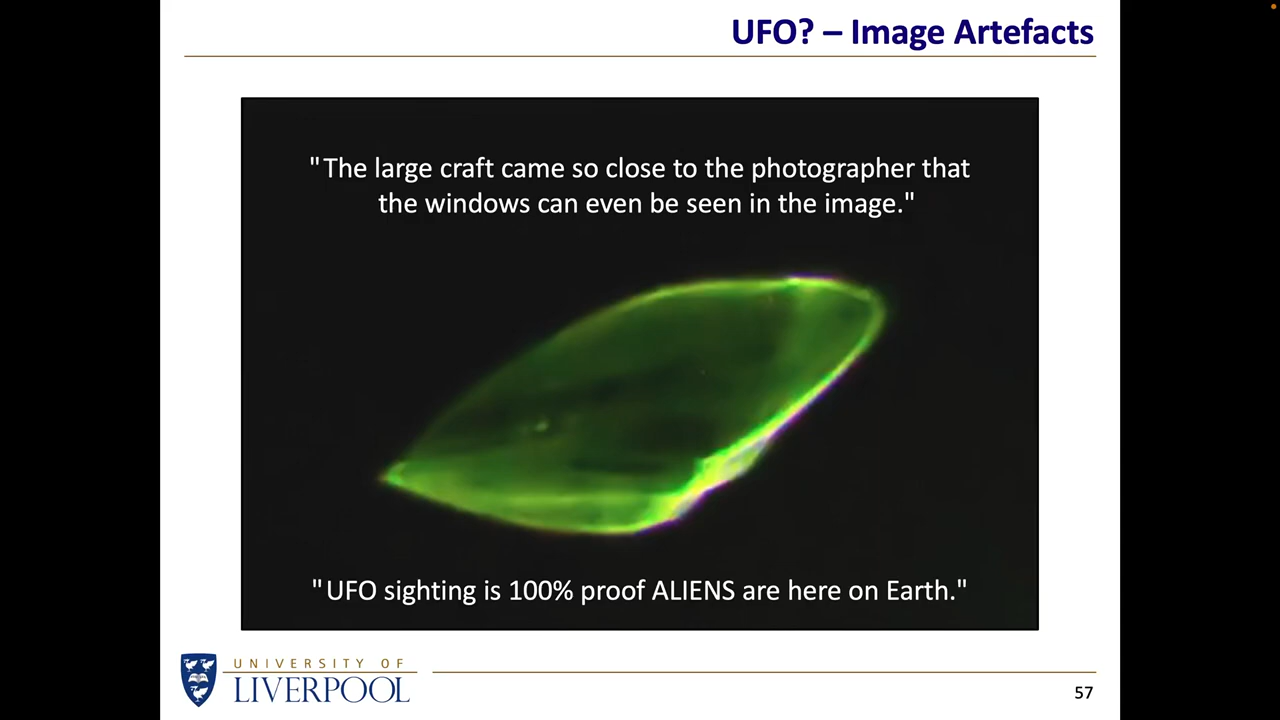 UFO? – Image Artefacts
"The large craft came so close to the photographer that
the windows can even be seen in the image."
"UFO sighting is 100% proof ALIENS are here on Earth."
UNIVERSITY OF
LIVERPOOL
57